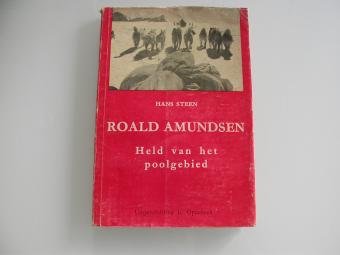 HANS STEEN
ROALD AMUNDSEN
Held van het
poolgebied